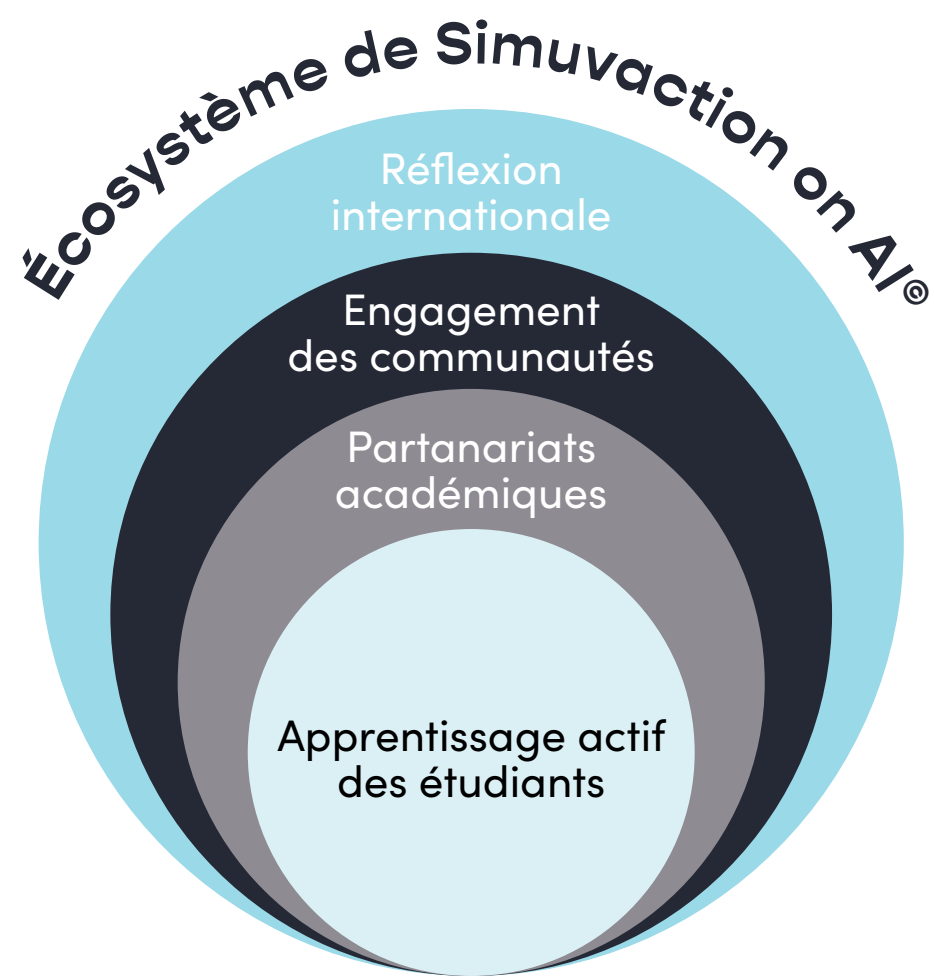 Écosystème de Simuvaction on AI©
Réflexion
internationale
Engagement
des communautés
Partanariats
académiques
Apprentissage actif
des étudiants